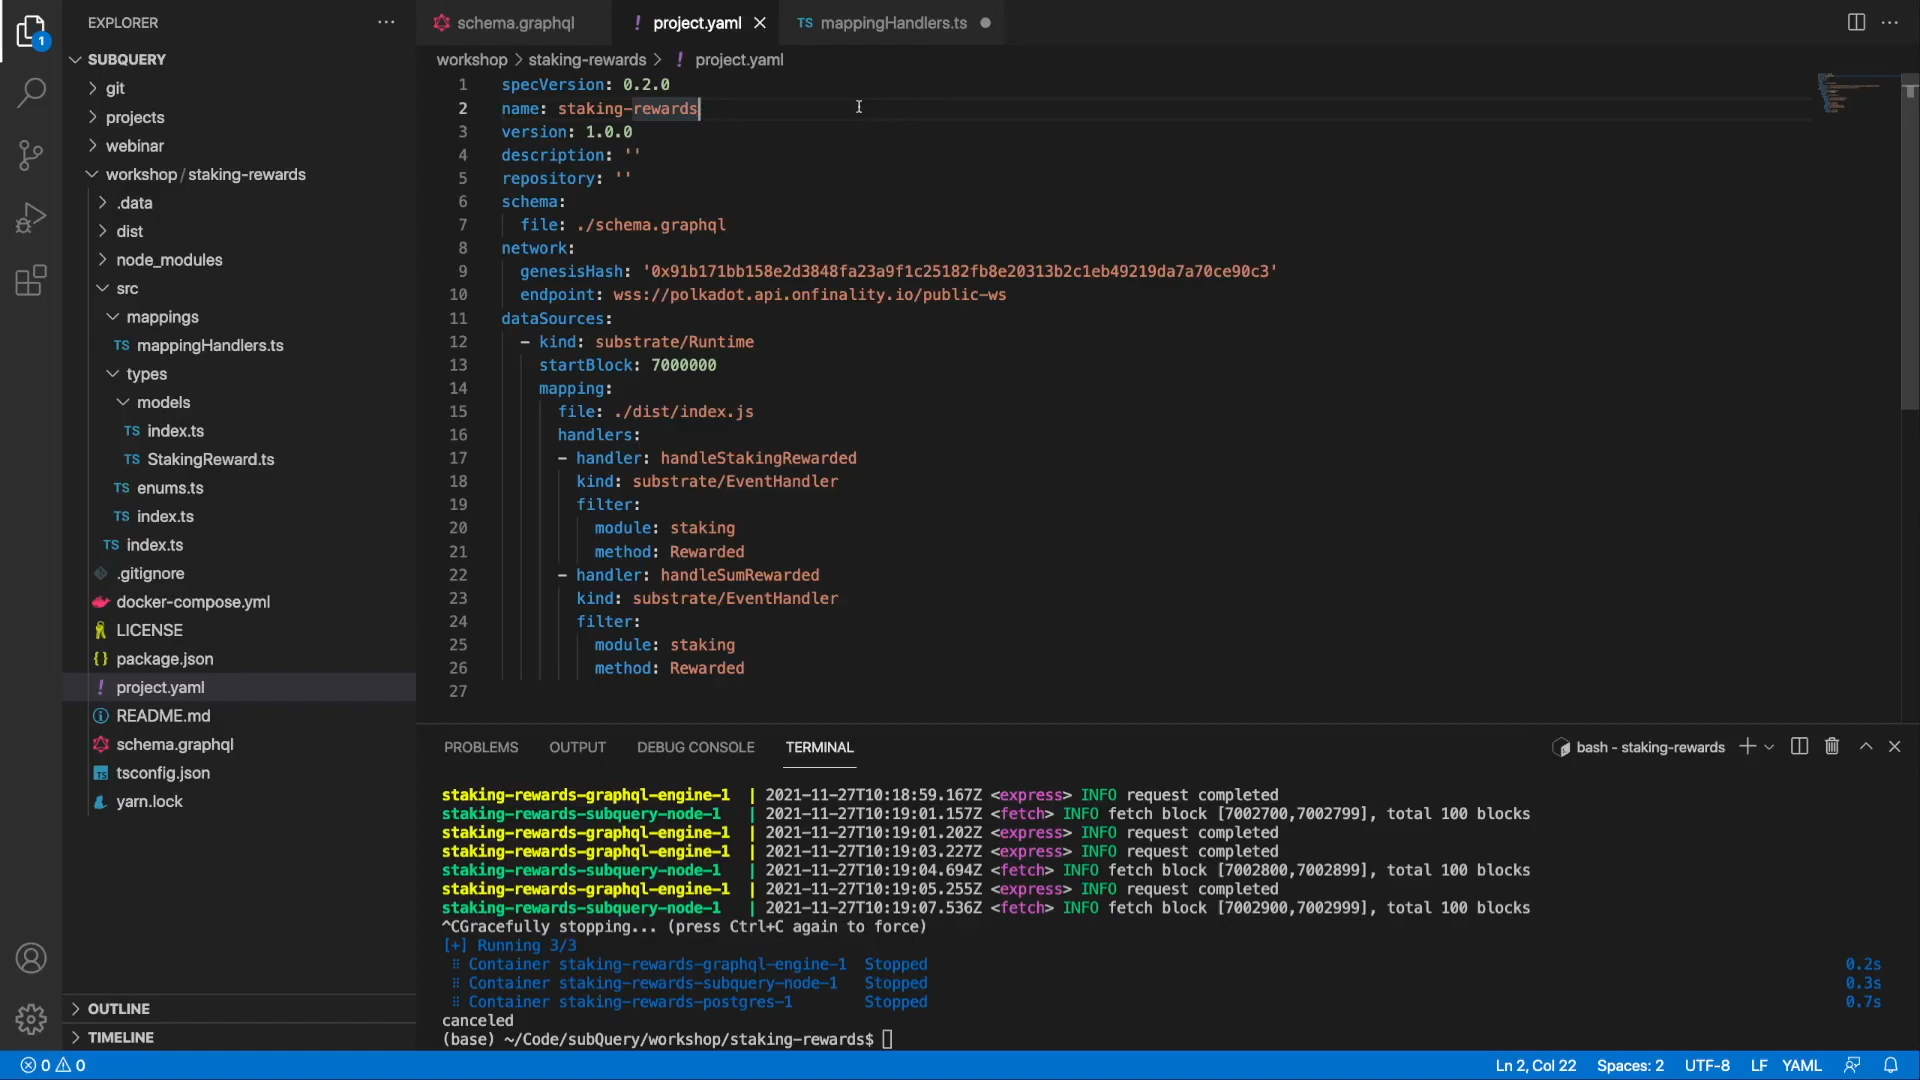 EXPLORER
1
SUBQUERY
git
projects
webinar
workshop / staking-rewards
.data
dist
node_modules
src
mappings
TS mappingHandlers.ts
types
models
TS index.ts
TS StakingReward.ts
TS enums.ts
TS index.ts
TS index.ts
.gitignore
docker-compose.yml
LICENSE
{} package.json
! project.yaml
README.md
schema.graphql
tsconfig.json
yarn.lock
OUTLINE
TIMELINE
schema.graphql
! project.yaml
TS mappingHandlers.ts
workshop > staking-rewards > ! project.yaml
1 specVersion: 0.2.0
2 name: staking-rewards
3 version: 1.0.0
4 description: ''
5 repository: ''
6 schema:
7 file: ./schema.graphql
8 network:
9 genesisHash: '0x91b171bb158e2d3848fa23a9f1c25182fb8e20313b2c1eb49219da7a70ce90c3'
10 endpoint: wss://polkadot.api.onfinality.io/public-ws
11 dataSources:
12 - kind: substrate/Runtime
13 startBlock: 7000000
14 mapping:
15 file: ./dist/index.js
16 handlers:
17 - handler: handleStakingRewarded
18 kind: substrate/EventHandler
19 filter:
20 module: staking
21 method: Rewarded
22 - handler: handleSumRewarded
23 kind: substrate/EventHandler
24 filter:
25 module: staking
26 method: Rewarded
27
PROBLEMS OUTPUT DEBUG CONSOLE TERMINAL
bash - staking-rewards
staking-rewards-graphql-engine-1 | 2021-11-27T10:18:59.167Z <express> INFO request completed
staking-rewards-subquery-node-1 | 2021-11-27T10:19:01.157Z <fetch> INFO fetch block [7002700,7002799], total 100 blocks
staking-rewards-graphql-engine-1 | 2021-11-27T10:19:01.202Z <express> INFO request completed
staking-rewards-graphql-engine-1 | 2021-11-27T10:19:03.227Z <express> INFO request completed
staking-rewards-subquery-node-1 | 2021-11-27T10:19:04.694Z <fetch> INFO fetch block [7002800,7002899], total 100 blocks
staking-rewards-graphql-engine-1 | 2021-11-27T10:19:05.255Z <express> INFO request completed
staking-rewards-subquery-node-1 | 2021-11-27T10:19:07.536Z <fetch> INFO fetch block [7002900,7002999], total 100 blocks
^CGracefully stopping... (press Ctrl+C again to force)
[+] Running 3/3
⠿ Container staking-rewards-graphql-engine-1 Stopped 0.2s
⠿ Container staking-rewards-subquery-node-1 Stopped 0.3s
⠿ Container staking-rewards-postgres-1 Stopped 0.7s
canceled
(base) ~/Code/subQuery/workshop/staking-rewards$
0 0
Ln 2, Col 22 Spaces: 2 UTF-8 LF YAML